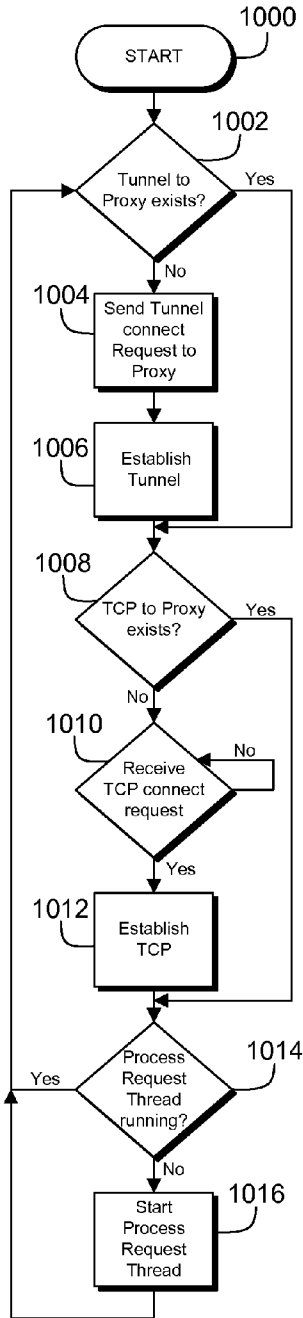 1000
START
1002
Tunnel to
Proxy exists?
Yes
No
1004
Send Tunnel
connect
Request to
Proxy
1006
Establish
Tunnel
1008
TCP to Proxy
exists?
Yes
No
1010
No
Receive
TCP connect
request
Yes
1012
Establish
TCP
Process
Request
Thread
running?
1014
Yes
No
1016
Start
Process
Request
Thread